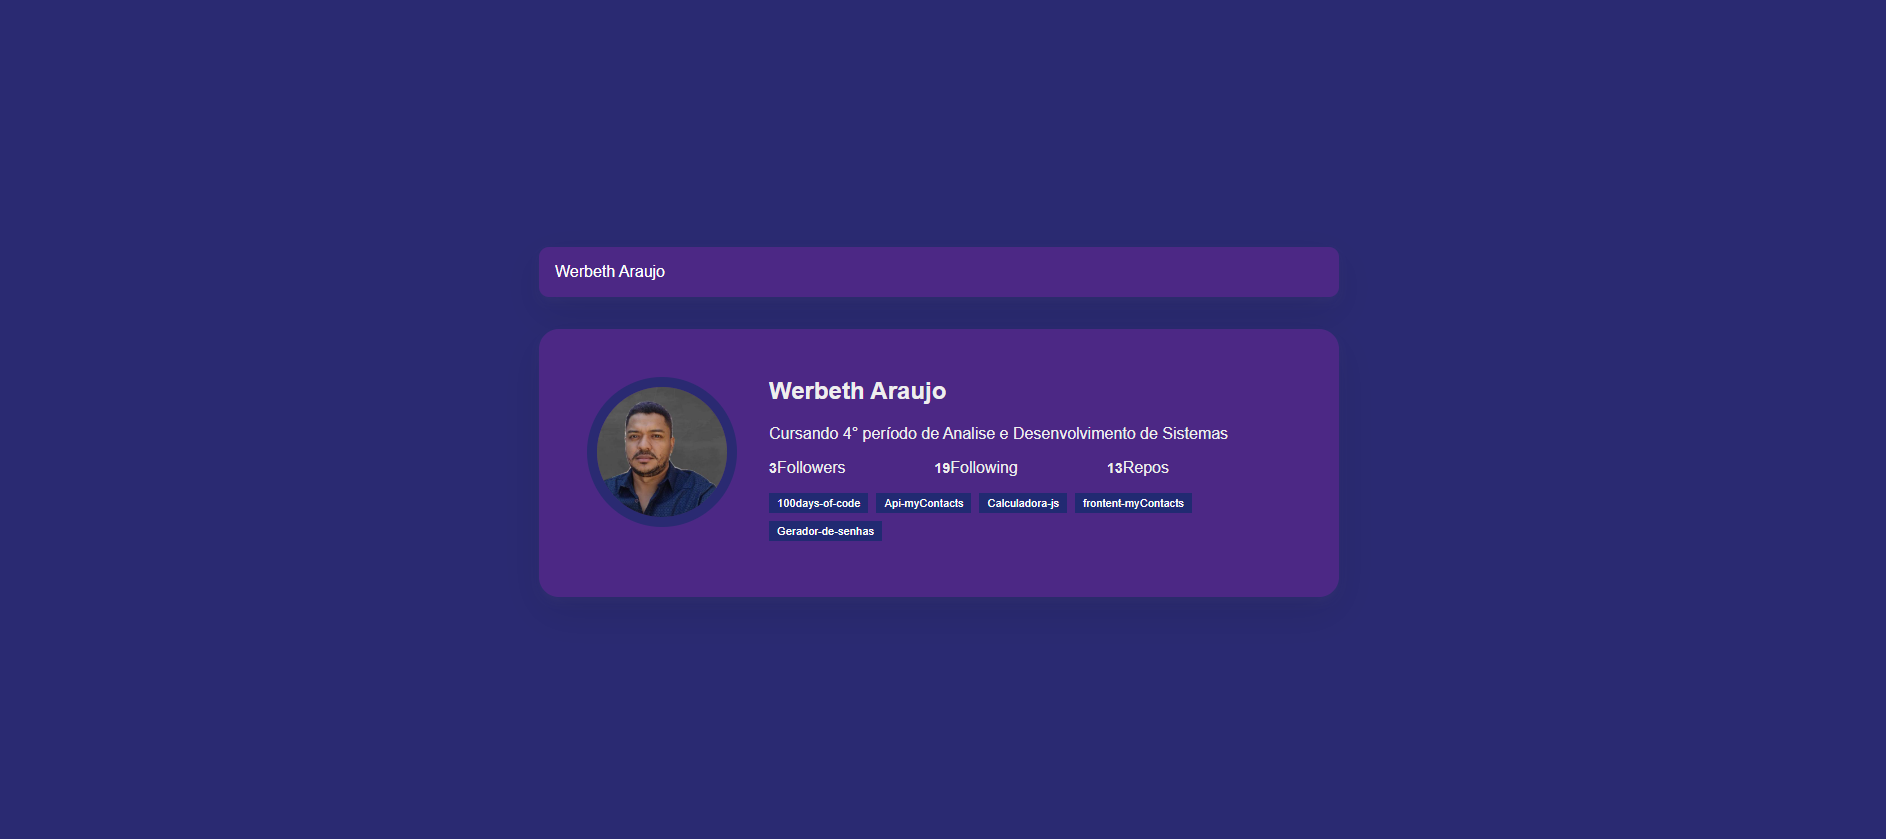 Werbeth Araujo
Werbeth Araujo
Cursando 4° período de Analise e Desenvolvimento de Sistemas
3Followers 19Following 13Repos
100days-of-code Api-myContacts Calculadora-js frontent-myContacts
Gerador-de-senhas